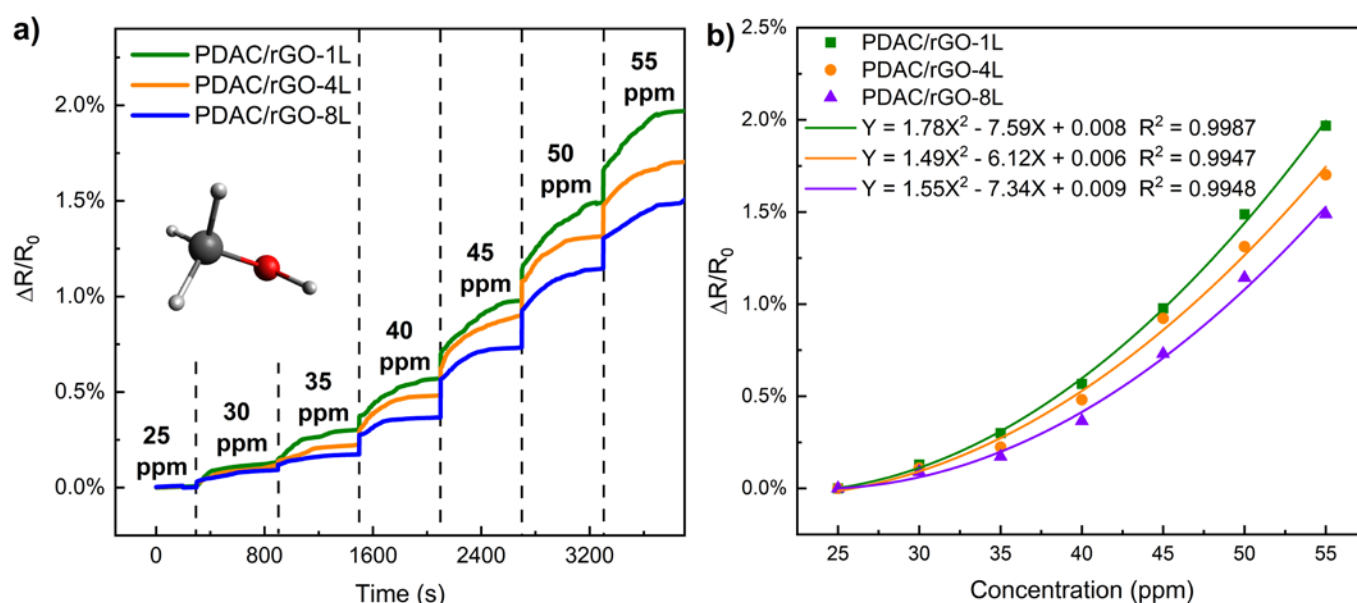 a)
PDAC/rGO-1L
PDAC/rGO-4L
PDAC/rGO-8L
25
ppm
30
ppm
35
ppm
40
ppm
45
ppm
50
ppm
55
ppm
2.0%
1.5%
1.0%
0.5%
0.0%
ΔR/R₀
0 800 1600 2400 3200
Time (s)
b)
PDAC/rGO-1L
PDAC/rGO-4L
PDAC/rGO-8L
Y = 1.78X² - 7.59X + 0.008 R² = 0.9987
Y = 1.49X² - 6.12X + 0.006 R² = 0.9947
Y = 1.55X² - 7.34X + 0.009 R² = 0.9948
2.5%
2.0%
1.5%
1.0%
0.5%
0.0%
ΔR/R₀
25 30 35 40 45 50 55
Concentration (ppm)